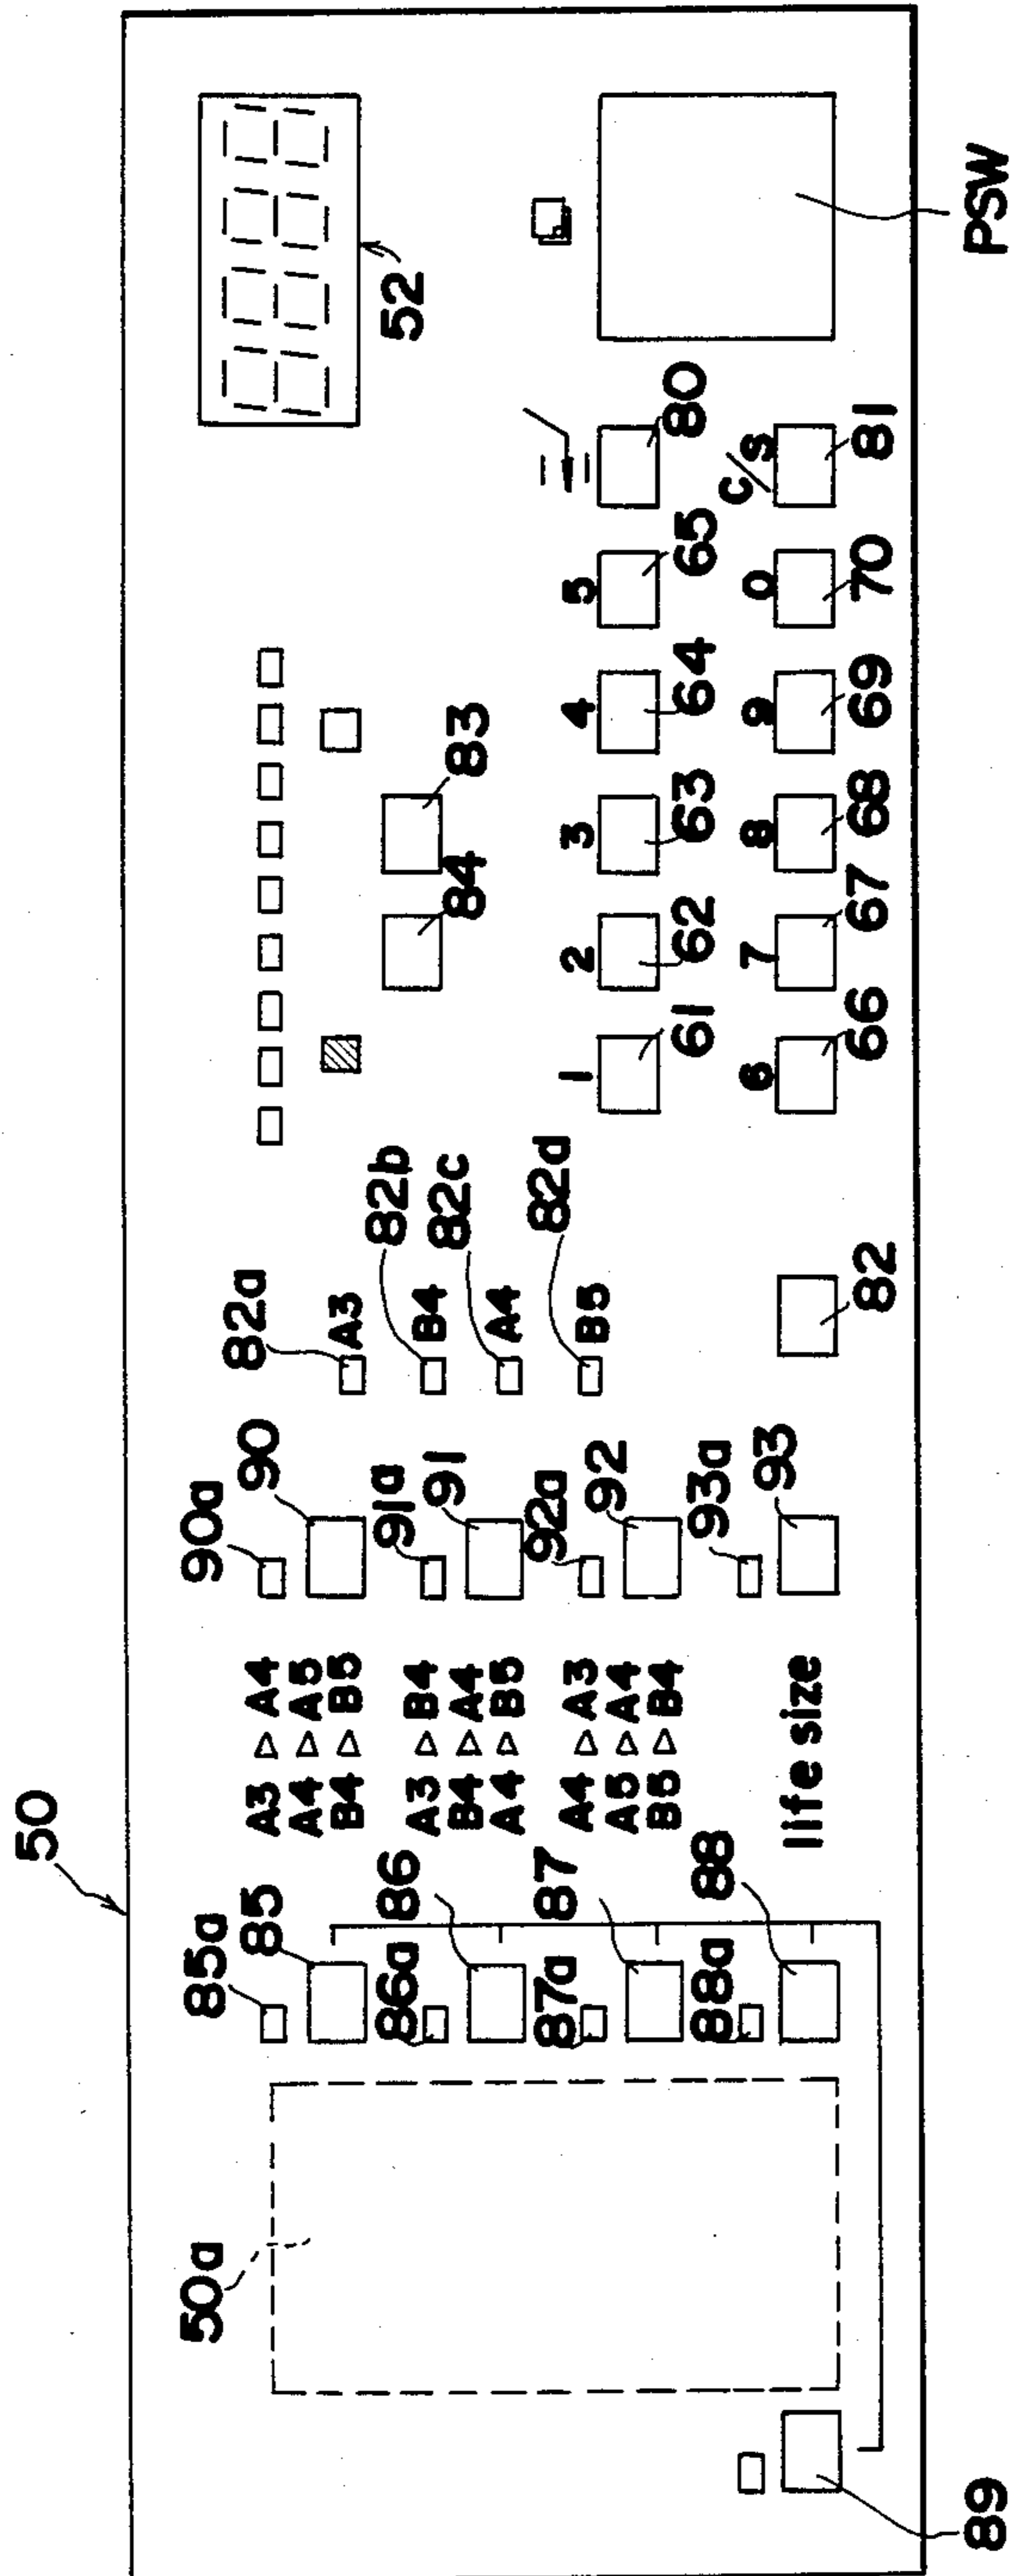 50
50a
52
85a
85
86a
86
87a
87
88a
88
89
A3 ▷ A4
A4 ▷ A5
B4 ▷ B5
A3 ▷ B4
B4 ▷ A4
A4 ▷ B5
A4 ▷ A3
A5 ▷ A4
B5 ▷ B4
life size
90a
90
91a
91
92a
92
93a
93
82a
A3
82b
B4
82c
A4
82d
B5
82
84
83
1
2
3
4
5
61
62
63
64
65
80
6
7
8
9
0
C/S
66
67
68
69
70
81
PSW